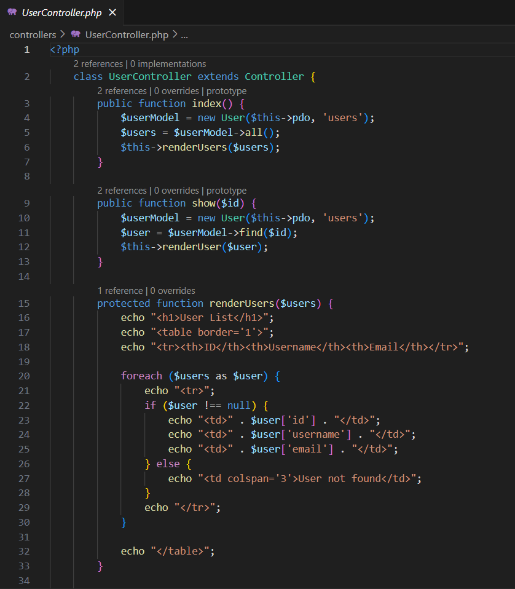 UserController.php ×
controllers > UserController.php > ...
1 <?php
2 references | 0 implementations
2 class UserController extends Controller {
2 references | 0 overrides | prototype
3 public function index() {
4 $userModel = new User($this->pdo, 'users');
5 $users = $userModel->all();
6 $this->renderUsers($users);
7 }
8
2 references | 0 overrides | prototype
9 public function show($id) {
10 $userModel = new User($this->pdo, 'users');
11 $user = $userModel->find($id);
12 $this->renderUser($user);
13 }
14
1 reference | 0 overrides
15 protected function renderUsers($users) {
16 echo "<h1>User List</h1>";
17 echo "<table border='1'>";
18 echo "<tr><th>ID</th><th>Username</th><th>Email</th></tr>";
19
20 foreach ($users as $user) {
21 echo "<tr>";
22 if ($user !== null) {
23 echo "<td>" . $user['id'] . "</td>";
24 echo "<td>" . $user['username'] . "</td>";
25 echo "<td>" . $user['email'] . "</td>";
26 } else {
27 echo "<td colspan='3'>User not found</td>";
28 }
29 echo "</tr>";
30 }
31
32 echo "</table>";
33 }
34